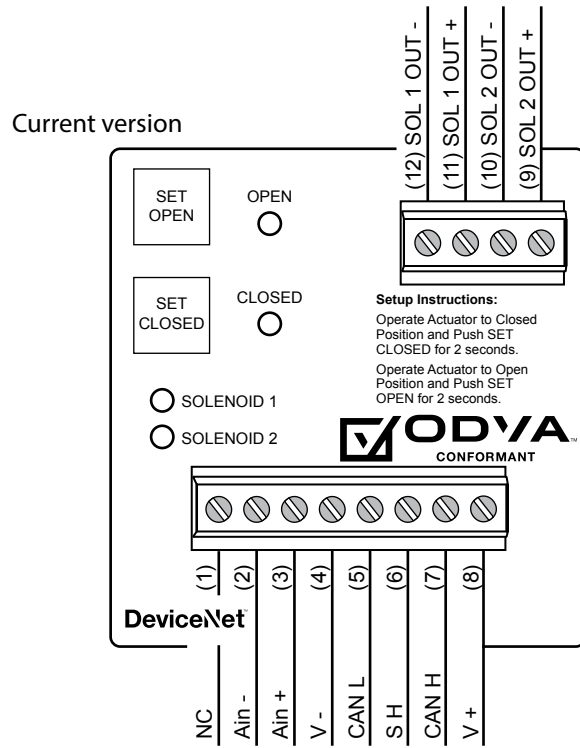 Current version
(12) SOL 1 OUT -
(11) SOL 1 OUT +
(10) SOL 2 OUT -
(9) SOL 2 OUT +
SET
OPEN
OPEN
SET
CLOSED
CLOSED
Setup Instructions:
Operate Actuator to Closed
Position and Push SET
CLOSED for 2 seconds.
Operate Actuator to Open
Position and Push SET
OPEN for 2 seconds.
SOLENOID 1
SOLENOID 2
ODVA™
CONFORMANT
(1)
(2)
(3)
(4)
(5)
(6)
(7)
(8)
DeviceNet™
NC
Ain -
Ain +
V -
CAN L
S H
CAN H
V +